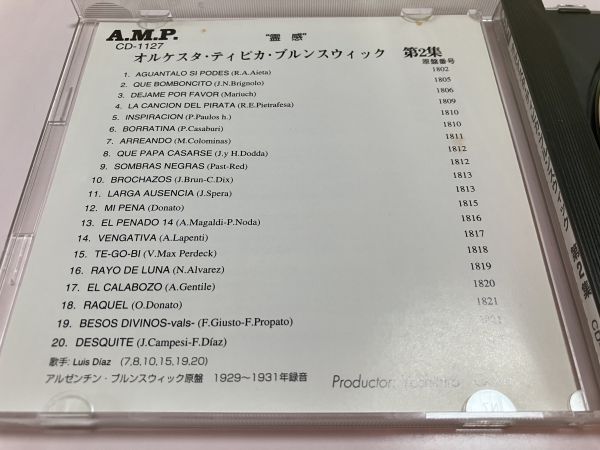 A.M.P.
CD-1127
"靈 感"
オルケスタ・ティピカ・ブルンスウィック 第2集
原盤番号
1. AGUANTALO SI PODES (R.A.Aieta) 1802
2. QUE BOMBONCITO (J.N.Brignolo) 1805
3. DEJAME POR FAVOR (Mariuch) 1806
4. LA CANCION DEL PIRATA (R.E.Pietrafesa) 1809
5. INSPIRACION (P.Paulos h.) 1810
6. BORRATINA (P.Casaburi) 1810
7. ARREANDO (M.Colominas) 1811
8. QUE PAPA CASARSE (J.y H.Dodda) 1812
9. SOMBRAS NEGRAS (Past-Red) 1812
10. BROCHAZOS (J.Brun-C.Dix) 1813
11. LARGA AUSENCIA (J.Spera) 1813
12. MI PENA (Donato) 1815
13. EL PENADO 14 (A.Magaldi-P.Noda) 1816
14. VENGATIVA (A.Lapenti) 1817
15. TE-GO-BI (V.Max Perdeck) 1818
16. RAYO DE LUNA (N.Alvarez) 1819
17. EL CALABOZO (A.Gentile) 1820
18. RAQUEL (O.Donato) 1821
19. BESOS DIVINOS-vals- (F.Giusto-F.Propato) 1821
20. DESQUITE (J.Campesi-F.Díaz)
歌手: Luis Díaz (7,8,10,15,19,20)
アルゼンチン・ブルンスウィック原盤 1929～1931年録音
Productor:
第2集